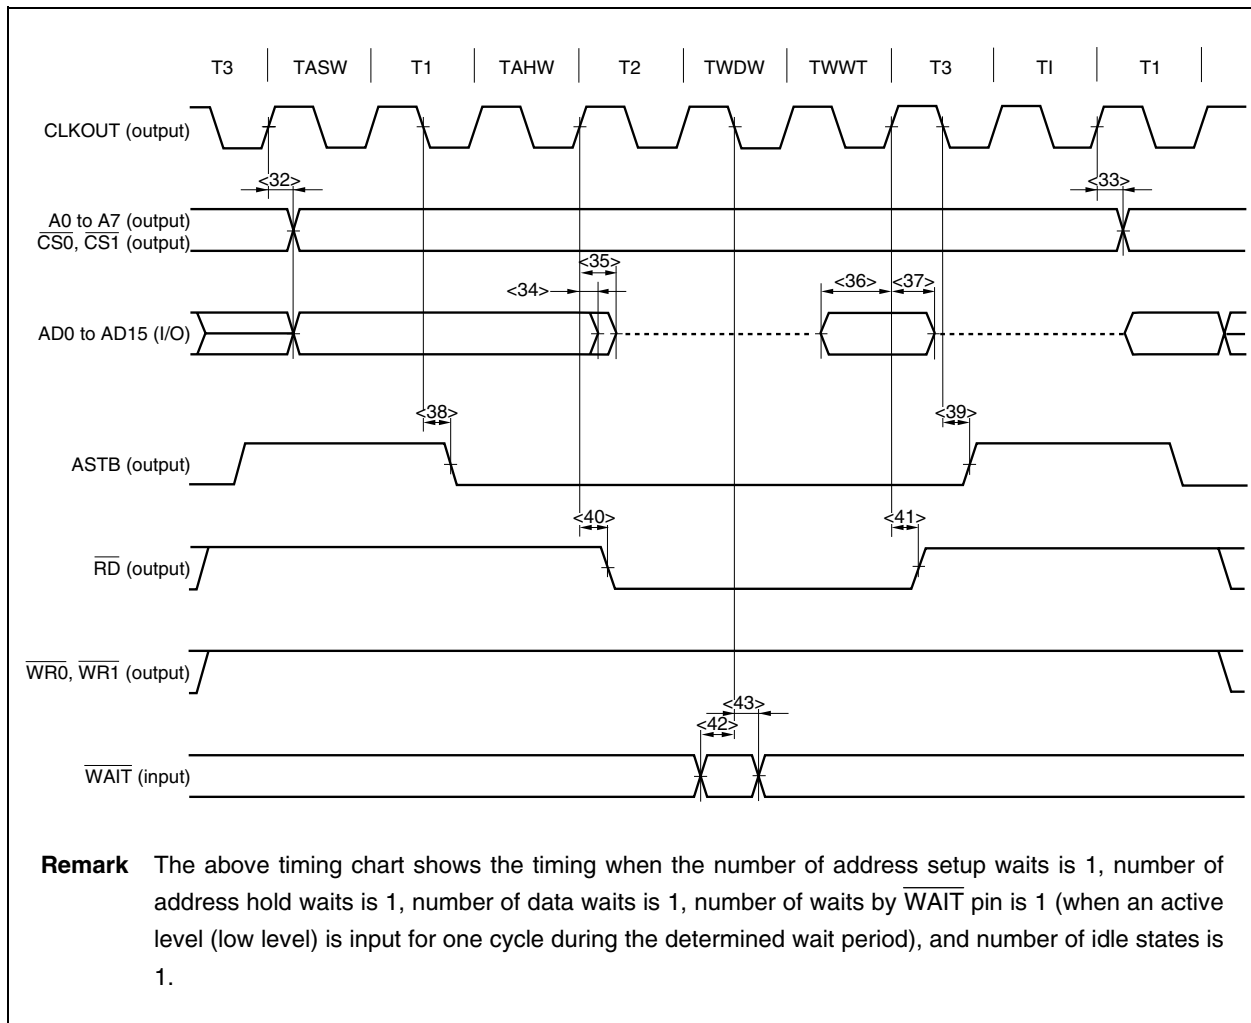 T3 TASW T1 TAHW T2 TWDW TWWT T3 TI T1
CLKOUT (output)
<32> <33>
A0 to A7 (output)
CS0, CS1 (output)
<35>
<34> <36> <37>
AD0 to AD15 (I/O)
<38> <39>
ASTB (output)
<40> <41>
RD (output)
WR0, WR1 (output)
<43>
<42>
WAIT (input)
Remark The above timing chart shows the timing when the number of address setup waits is 1, number of
address hold waits is 1, number of data waits is 1, number of waits by WAIT pin is 1 (when an active
level (low level) is input for one cycle during the determined wait period), and number of idle states is
1.